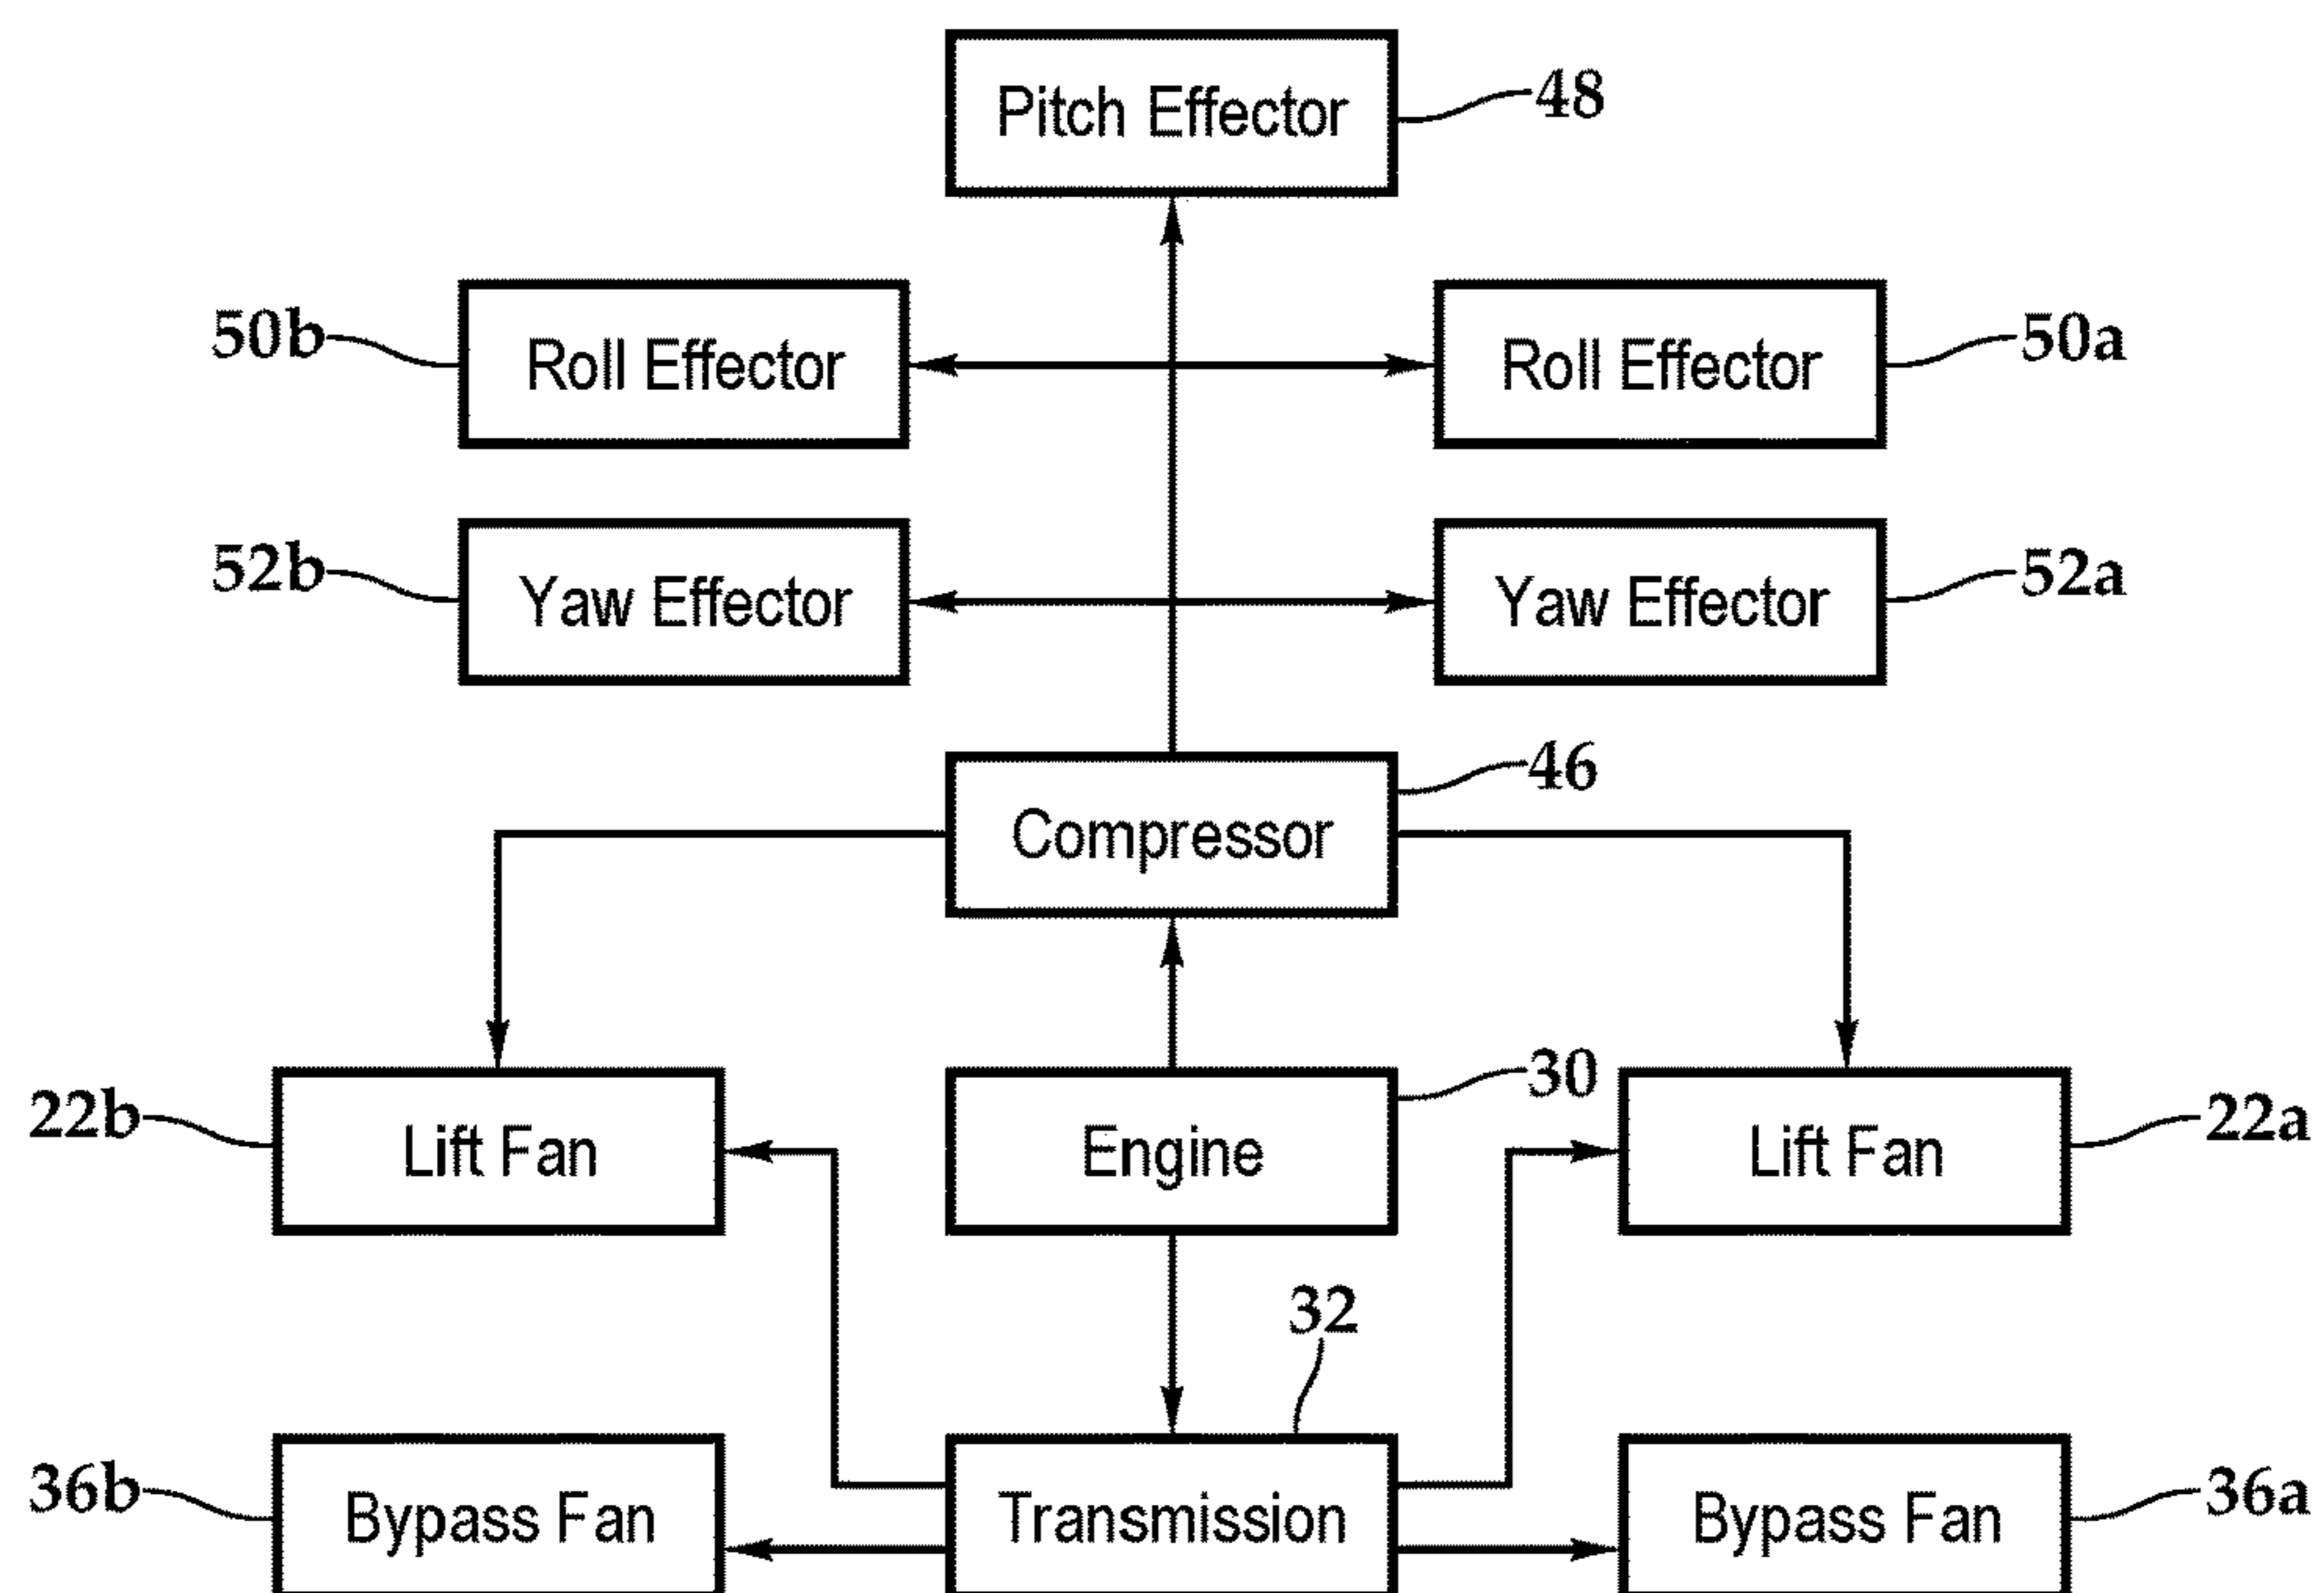 Pitch Effector
48
50b
Roll Effector
Roll Effector
50a
52b
Yaw Effector
Yaw Effector
52a
46
Compressor
30
22b
Lift Fan
Engine
Lift Fan
22a
32
36b
Bypass Fan
Transmission
Bypass Fan
36a